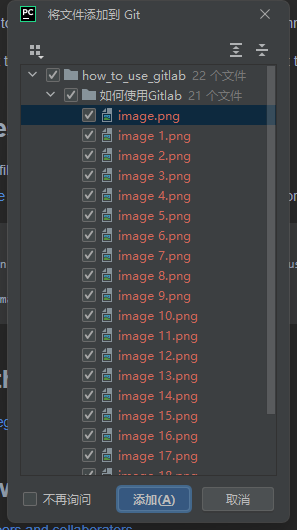 PC
将文件添加到 Git
how_to_use_gitlab 22 个文件
如何使用Gitlab 21 个文件
image.png
image 1.png
image 2.png
image 3.png
image 4.png
image 5.png
image 6.png
image 7.png
image 8.png
image 9.png
image 10.png
image 11.png
image 12.png
image 13.png
image 14.png
image 15.png
image 16.png
image 17.png
image 18.png
不再询问
添加(A)
取消